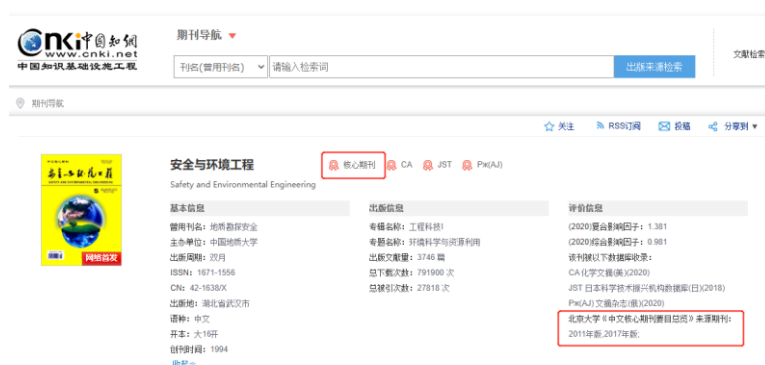 cnki中国知网
www.cnki.net
中国知识基础设施工程
期刊导航
刊名(曾用刊名) 请输入检索词 出版来源检索
文献检索
期刊导航
关注 RSS订阅 投稿 分享到
安全与环境工程 核心期刊 CA JST Pж(AJ)
Safety and Environmental Engineering
网络首发
基本信息
曾用刊名：地质勘探安全
主办单位：中国地质大学
出版周期：双月
ISSN：1671-1556
CN：42-1638/X
出版地：湖北省武汉市
语种：中文
开本：大16开
创刊时间：1994
出版信息
专辑名称：工程科技I
专题名称：环境科学与资源利用
出版文献量：3746 篇
总下载次数：791900 次
总被引次数：27818 次
评价信息
(2020)复合影响因子：1.381
(2020)综合影响因子：0.981
该刊被以下数据库收录：
CA 化学文摘(美)(2020)
JST 日本科学技术振兴机构数据库(日)(2018)
Pж(AJ) 文摘杂志(俄)(2020)
北京大学《中文核心期刊要目总览》来源期刊：
2011年版,2017年版;